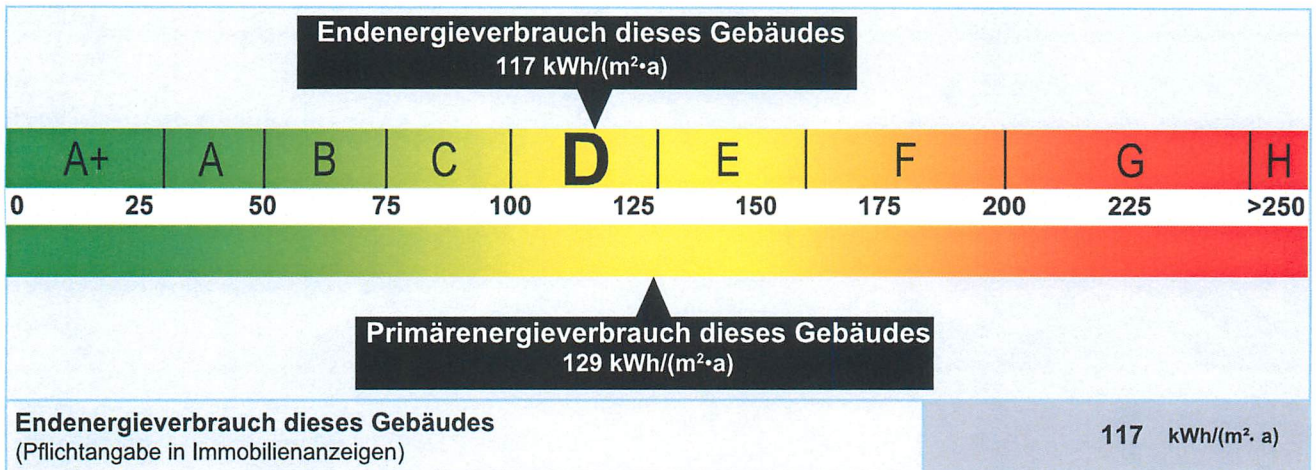 Endenergieverbrauch dieses Gebäudes
117 kWh/(m²•a)
A+ A B C D E F G H
0 25 50 75 100 125 150 175 200 225 >250
Primärenergieverbrauch dieses Gebäudes
129 kWh/(m²•a)
Endenergieverbrauch dieses Gebäudes
(Pflichtangabe in Immobilienanzeigen)
117 kWh/(m²· a)